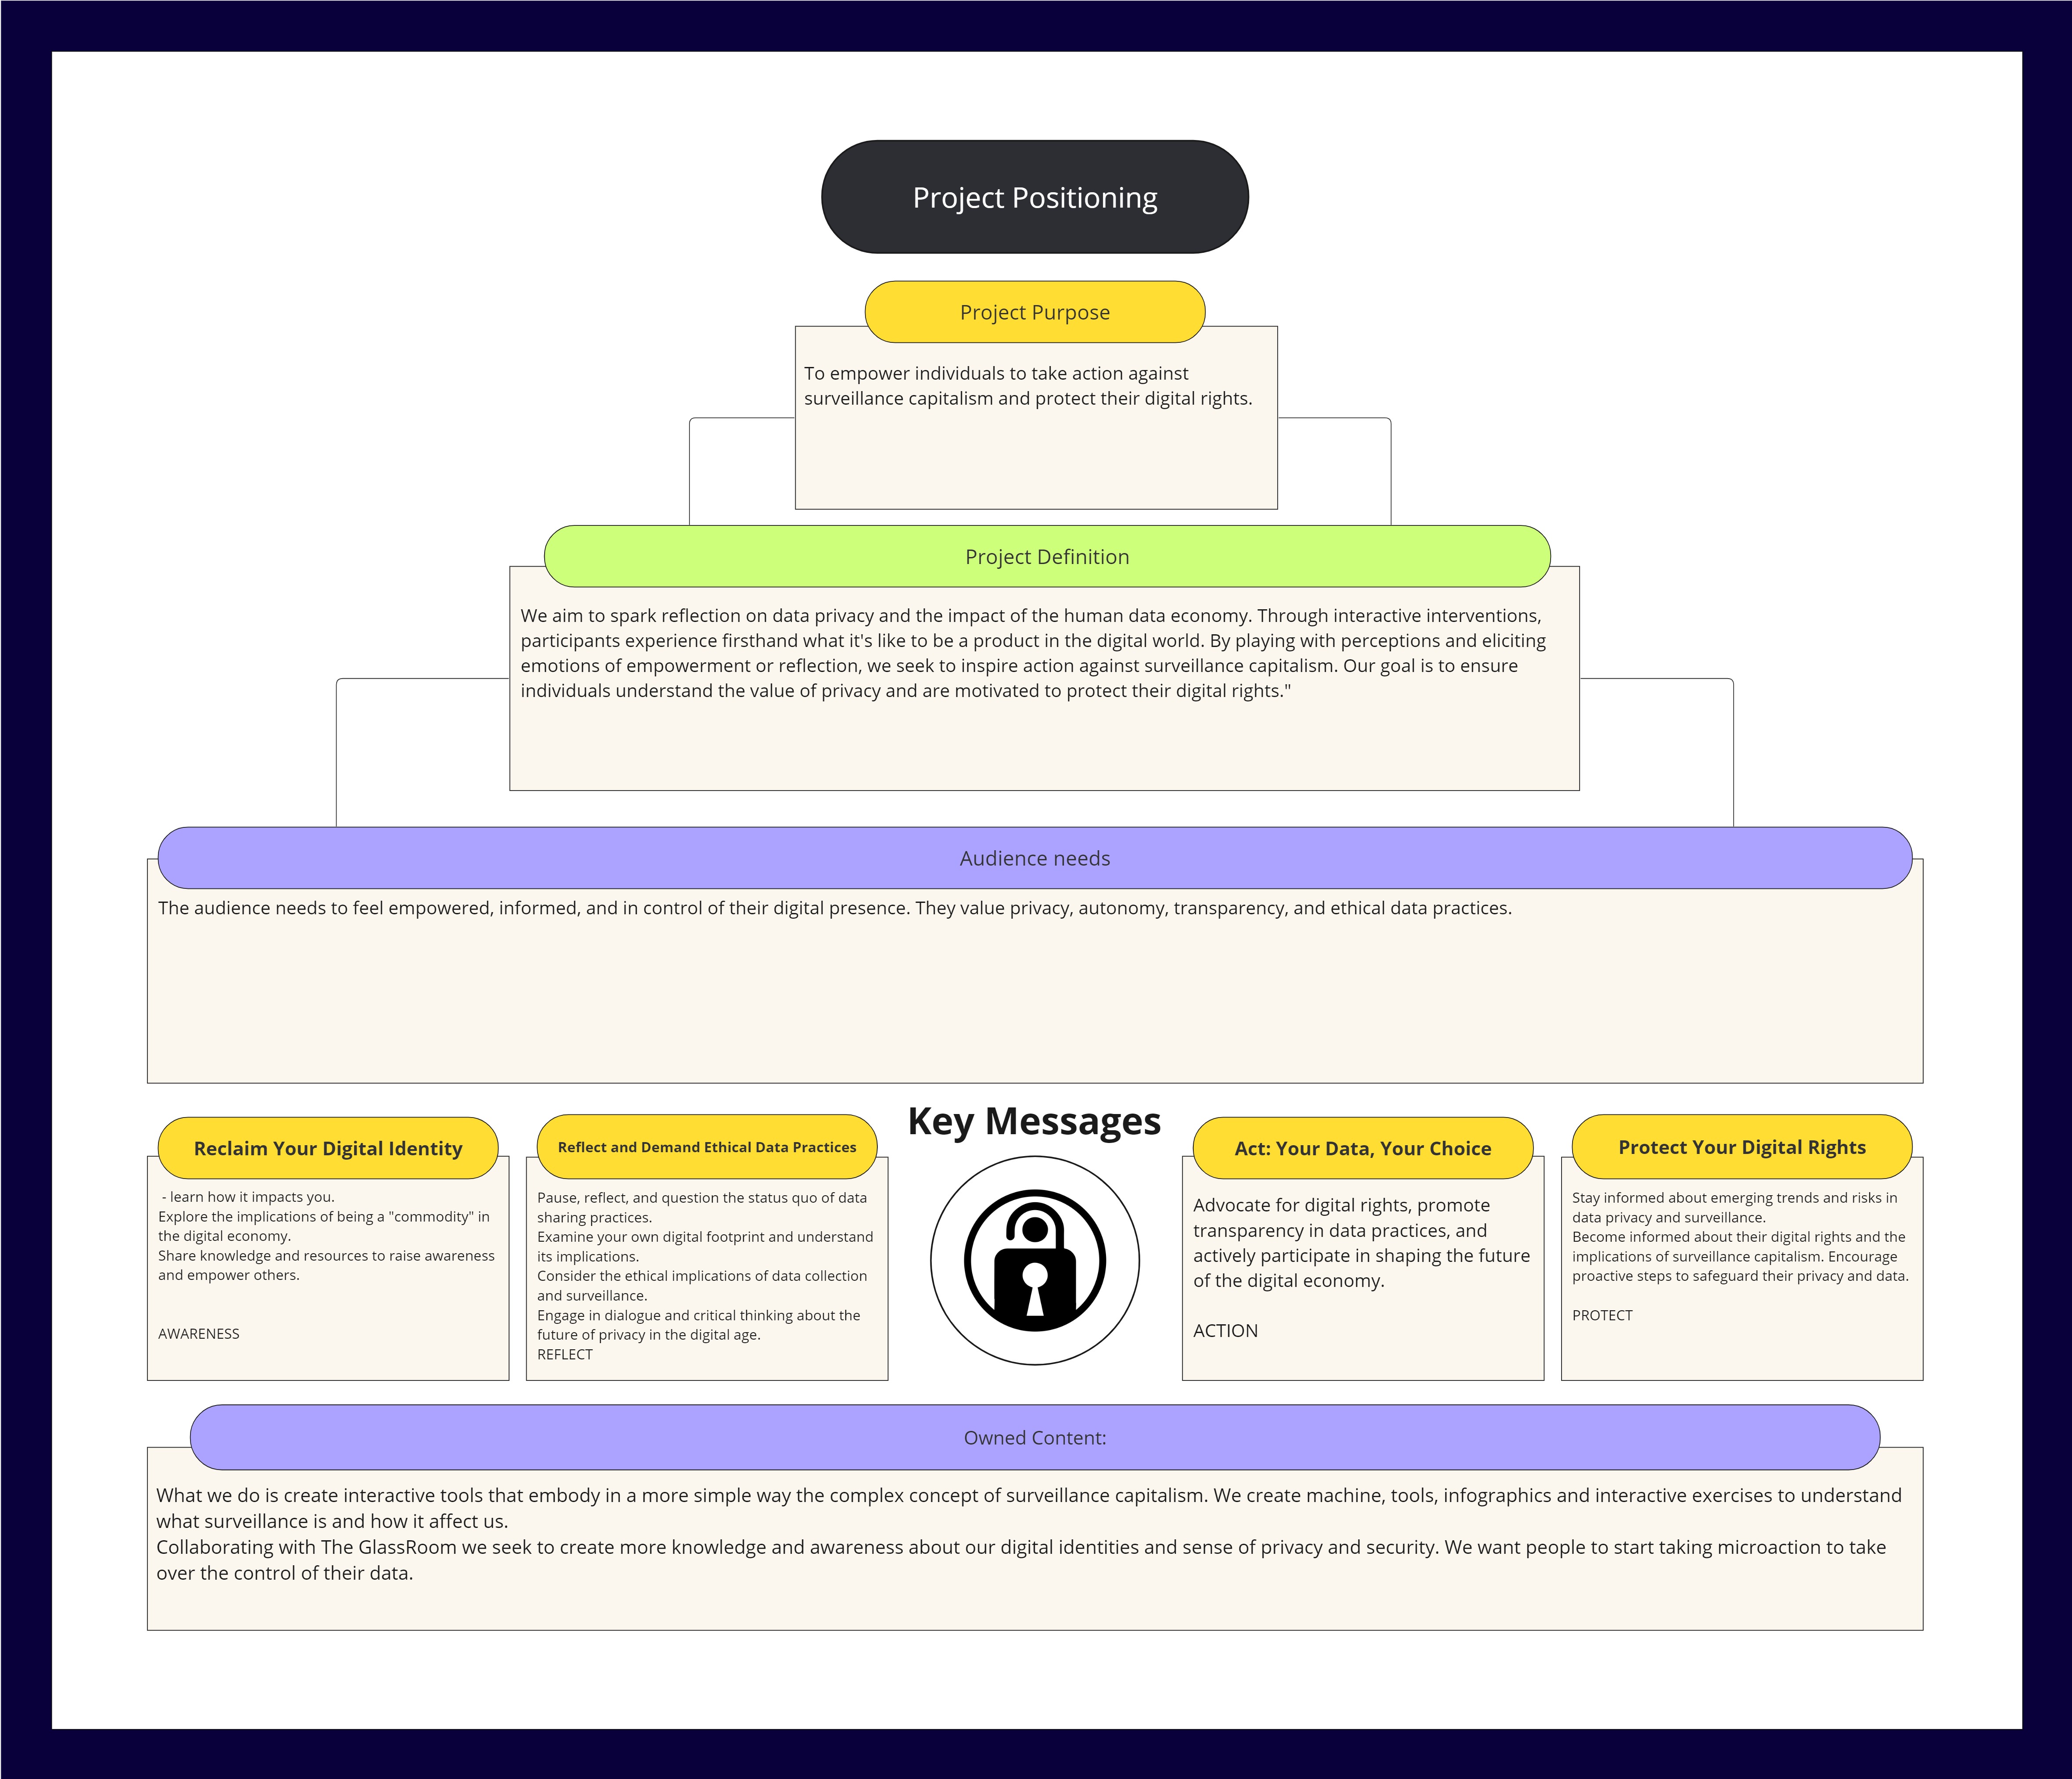 Project Positioning
Project Purpose
To empower individuals to take action against
surveillance capitalism and protect their digital rights.
Project Definition
We aim to spark reflection on data privacy and the impact of the human data economy. Through interactive interventions,
participants experience firsthand what it's like to be a product in the digital world. By playing with perceptions and eliciting
emotions of empowerment or reflection, we seek to inspire action against surveillance capitalism. Our goal is to ensure
individuals understand the value of privacy and are motivated to protect their digital rights."
Audience needs
The audience needs to feel empowered, informed, and in control of their digital presence. They value privacy, autonomy, transparency, and ethical data practices.
Key Messages
Reclaim Your Digital Identity
- learn how it impacts you.
Explore the implications of being a "commodity" in
the digital economy.
Share knowledge and resources to raise awareness
and empower others.
AWARENESS
Reflect and Demand Ethical Data Practices
Pause, reflect, and question the status quo of data
sharing practices.
Examine your own digital footprint and understand
its implications.
Consider the ethical implications of data collection
and surveillance.
Engage in dialogue and critical thinking about the
future of privacy in the digital age.
REFLECT
Act: Your Data, Your Choice
Advocate for digital rights, promote
transparency in data practices, and
actively participate in shaping the future
of the digital economy.
ACTION
Protect Your Digital Rights
Stay informed about emerging trends and risks in
data privacy and surveillance.
Become informed about their digital rights and the
implications of surveillance capitalism. Encourage
proactive steps to safeguard their privacy and data.
PROTECT
Owned Content:
What we do is create interactive tools that embody in a more simple way the complex concept of surveillance capitalism. We create machine, tools, infographics and interactive exercises to understand
what surveillance is and how it affect us.
Collaborating with The GlassRoom we seek to create more knowledge and awareness about our digital identities and sense of privacy and security. We want people to start taking microaction to take
over the control of their data.